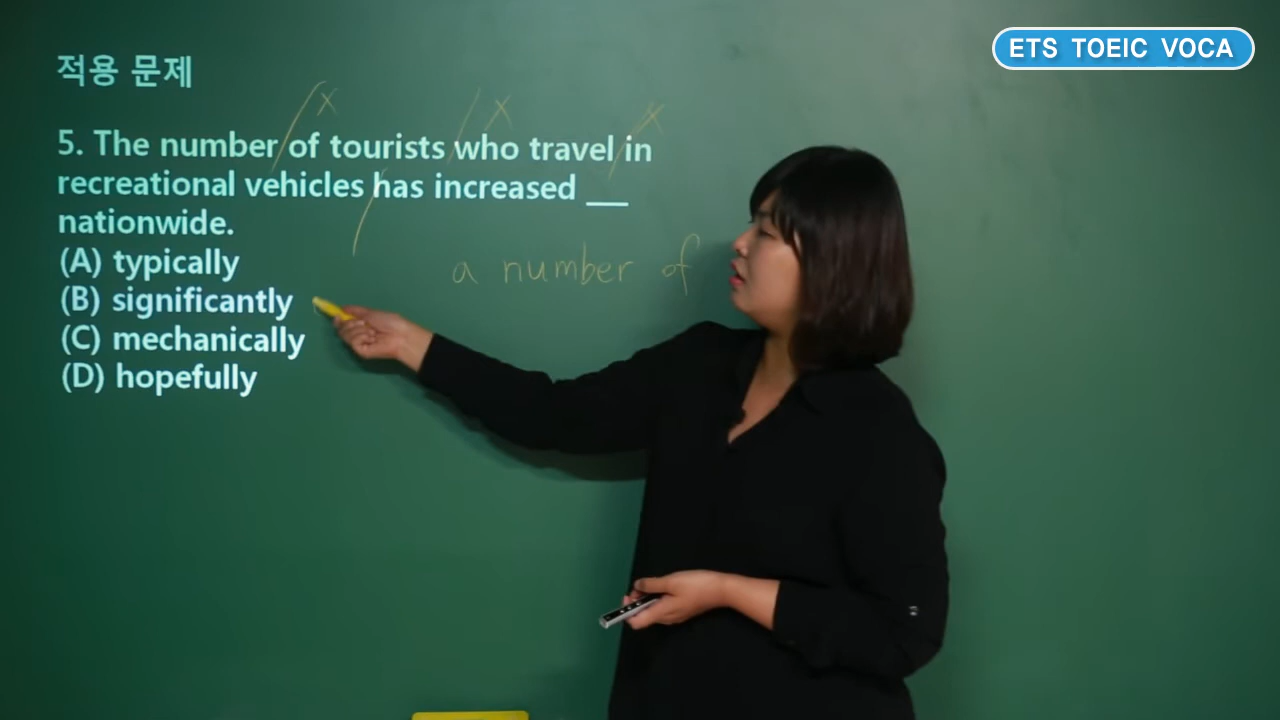 ETS TOEIC VOCA
적용 문제
x x x
5. The number of tourists who travel in
recreational vehicles has increased ___
nationwide.
(A) typically
a number of
(B) significantly
(C) mechanically
(D) hopefully